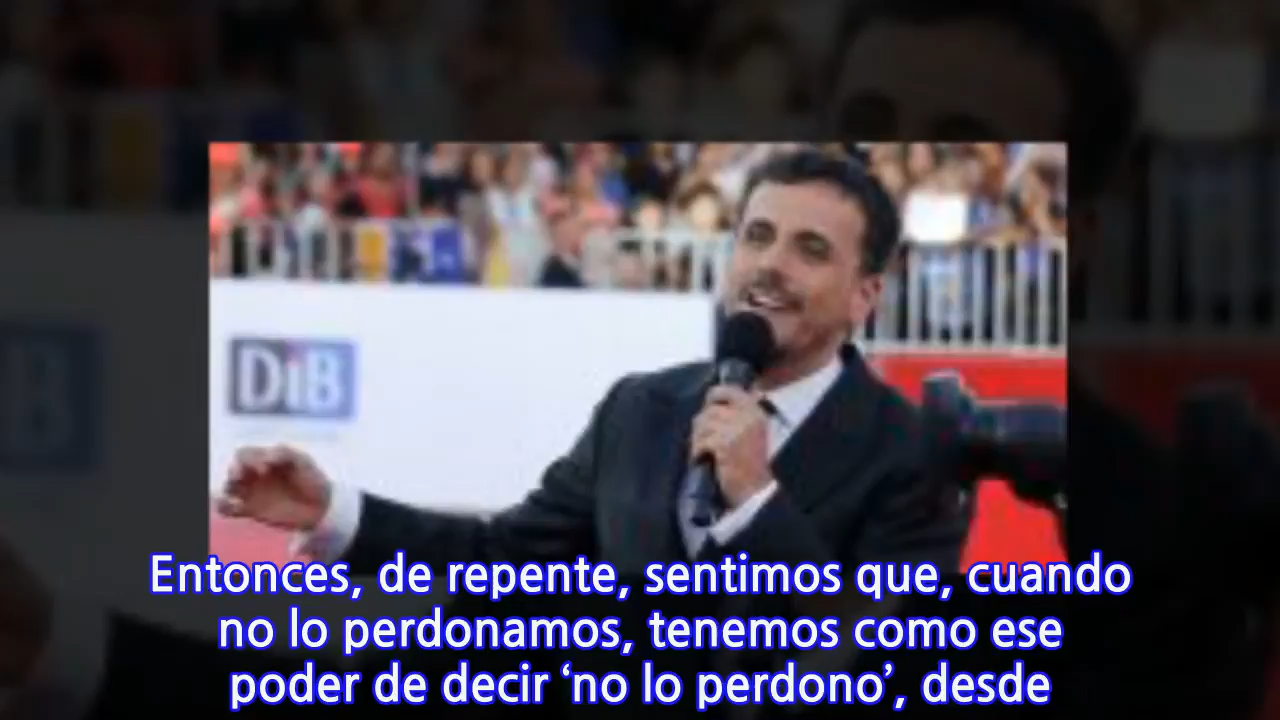 DiB
Entonces, de repente, sentimos que, cuando
no lo perdonamos, tenemos como ese
poder de decir ‘no lo perdono’, desde